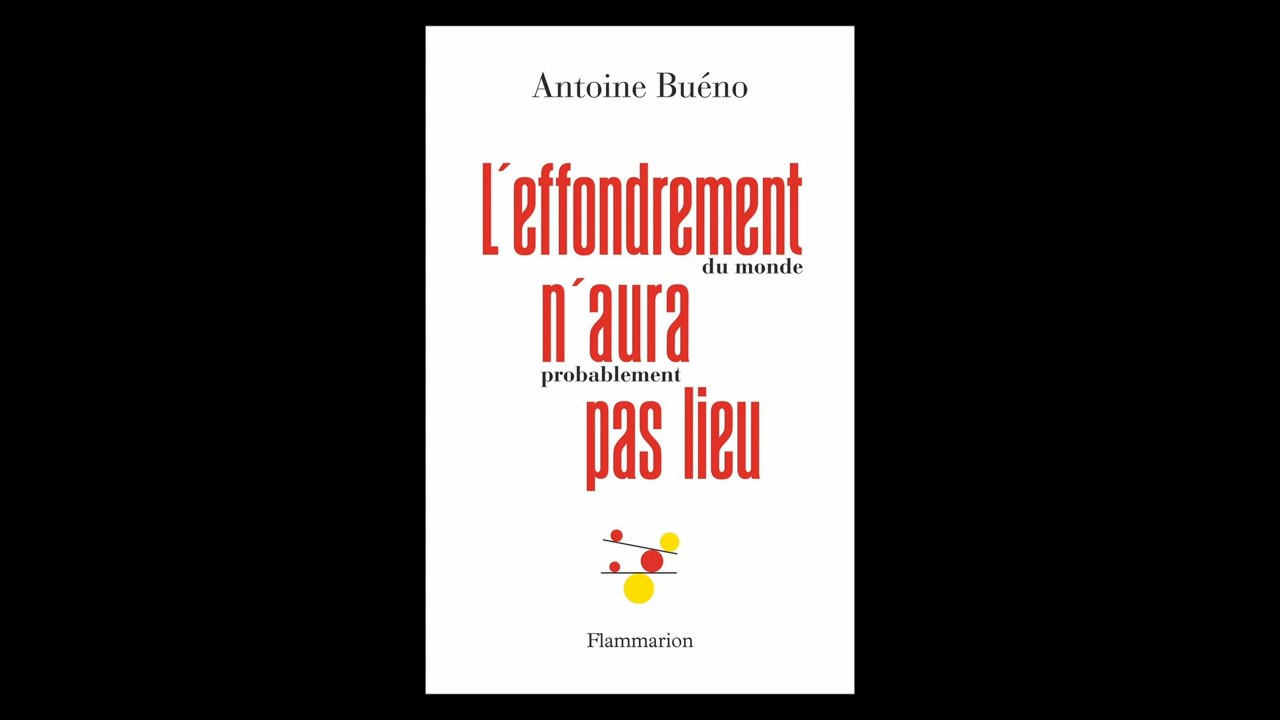 Antoine Buéno
L´effondrement
du monde
n´aura
probablement
pas lieu
Flammarion